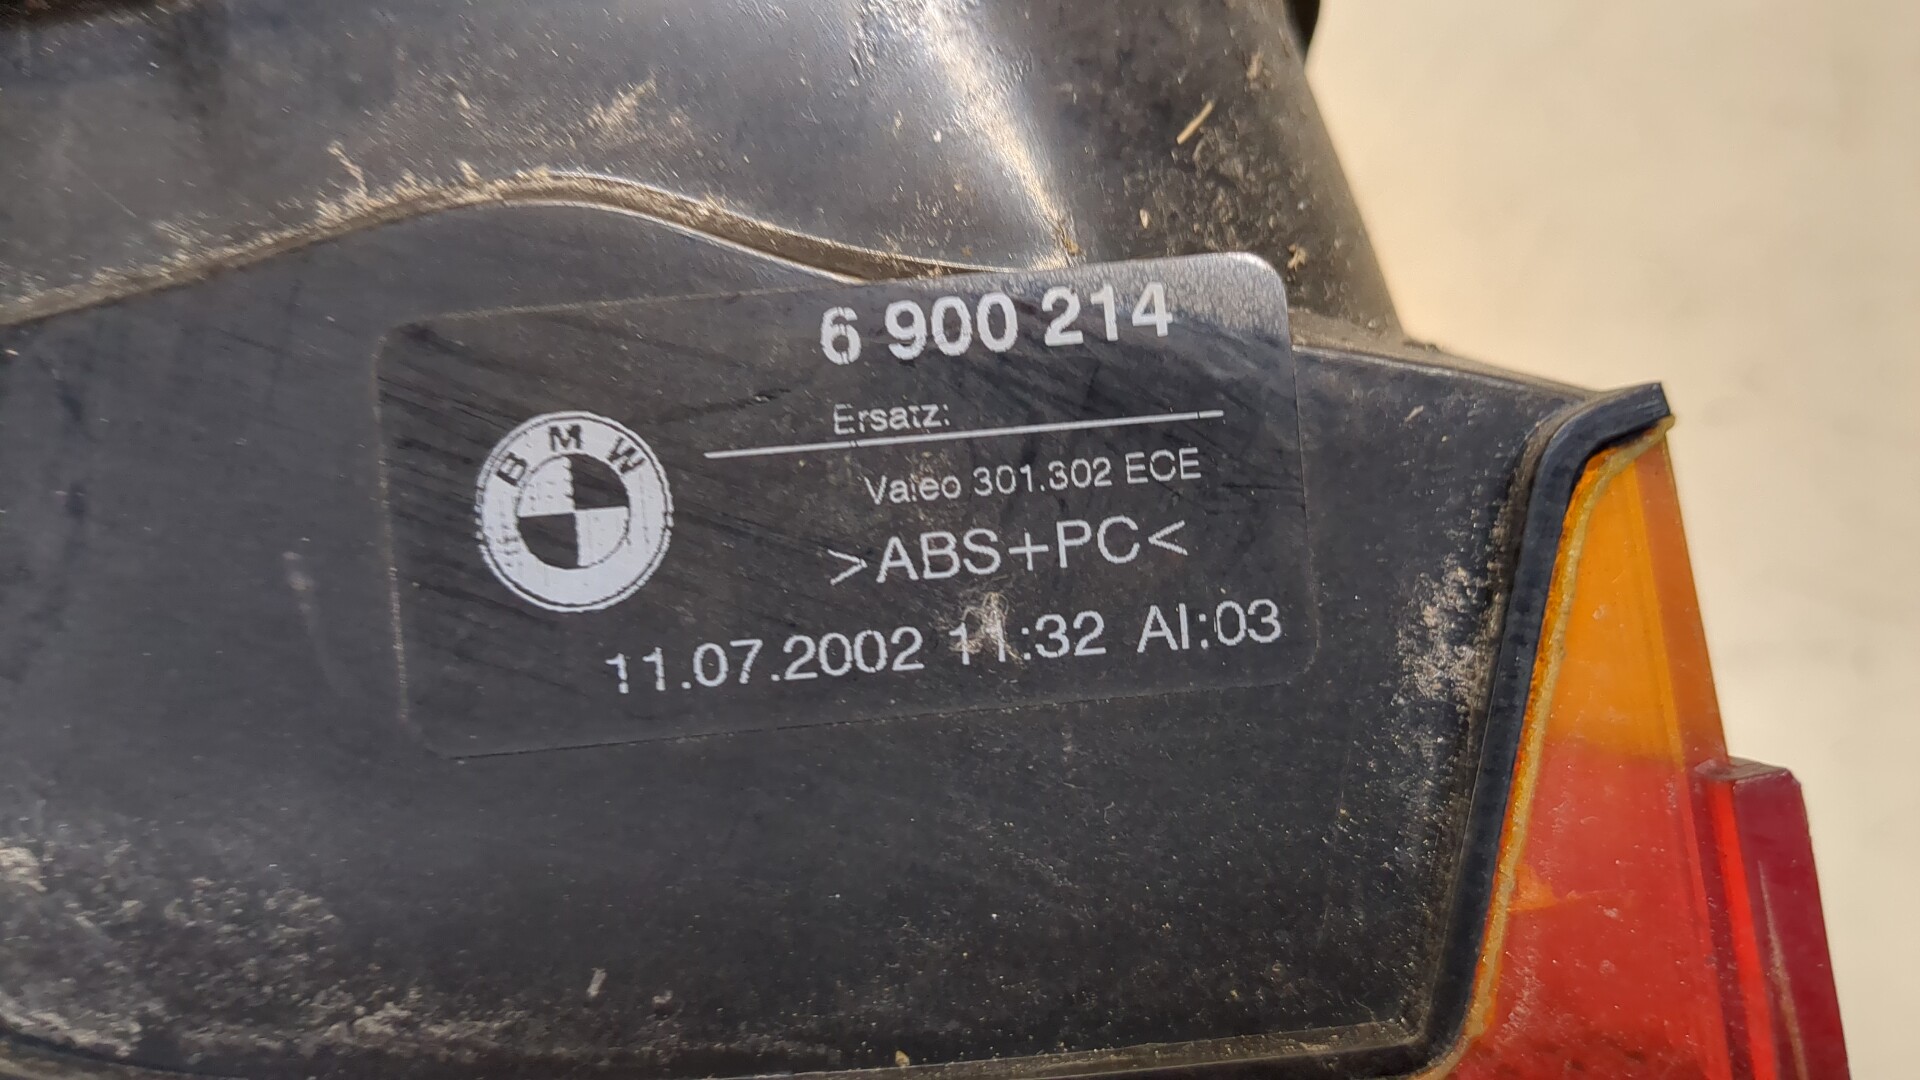 6 900 214
Ersatz:
BMW
Valeo 301.302 ECE
>ABS+PC<
11.07.2002 11:32 AI:03